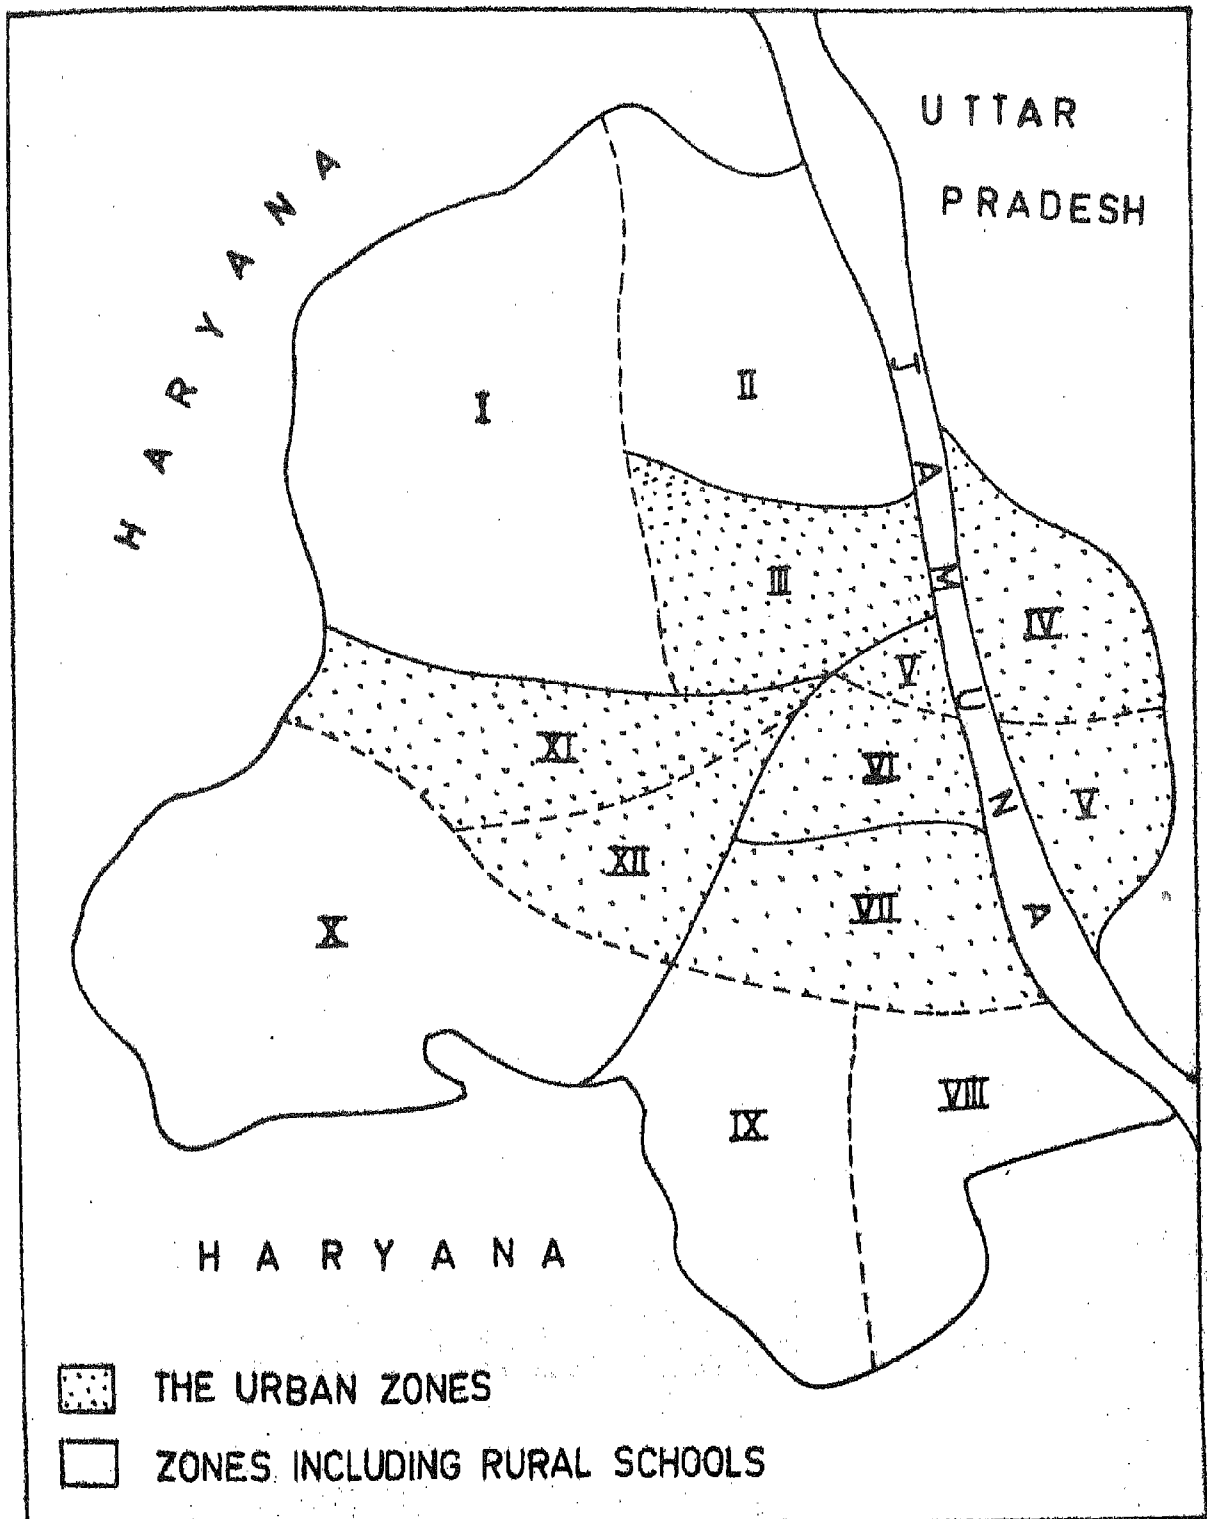 UTTAR
PRADESH
HARYANA
JAMUNA
I
II
III
IV
V
V
VI
XI
XII
VII
X
VIII
IX
HARYANA
THE URBAN ZONES
ZONES INCLUDING RURAL SCHOOLS